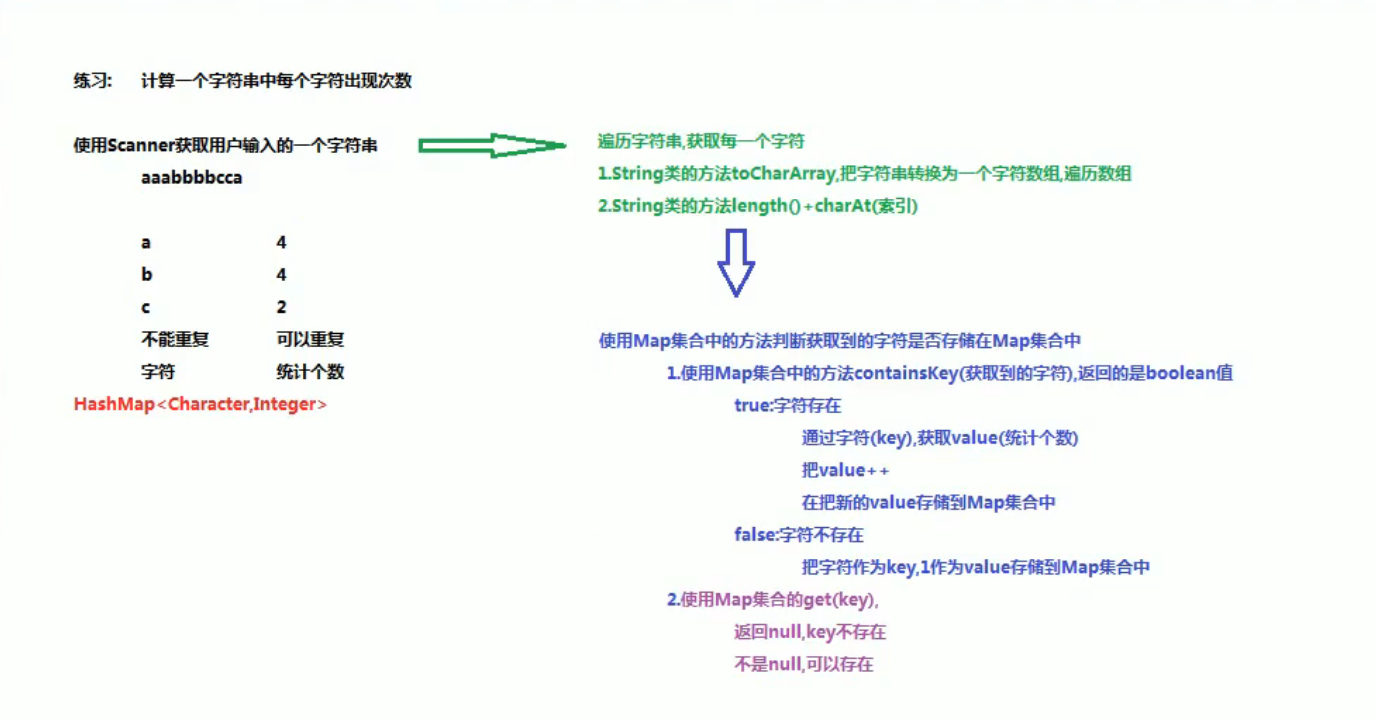 练习: 计算一个字符串中每个字符出现次数
使用Scanner获取用户输入的一个字符串
aaabbbbcca
a 4
b 4
c 2
不能重复 可以重复
字符 统计个数
HashMap<Character,Integer>
遍历字符串,获取每一个字符
1.String类的方法toCharArray,把字符串转换为一个字符数组,遍历数组
2.String类的方法length()+charAt(索引)
使用Map集合中的方法判断获取到的字符是否存储在Map集合中
1.使用Map集合中的方法containsKey(获取到的字符),返回的是boolean值
true:字符存在
通过字符(key),获取value(统计个数)
把value++
在把新的value存储到Map集合中
false:字符不存在
把字符作为key,1作为value存储到Map集合中
2.使用Map集合的get(key),
返回null,key不存在
不是null,可以存在